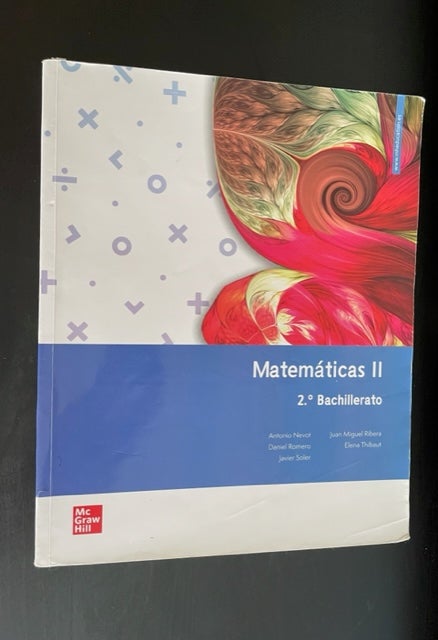 Matemáticas II
2.º Bachillerato
Antonio Nevot
Juan Miguel Ribera
Daniel Romero
Elena Thibaut
Javier Soler
Mc
Graw
Hill